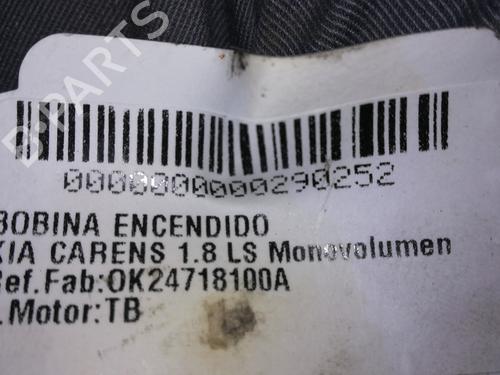 B-PARTS
0000000000290252
BOBINA ENCENDIDO
KIA CARENS 1.8 LS Monovolumen
Ref.Fab:OK24718100A
.Motor:TB